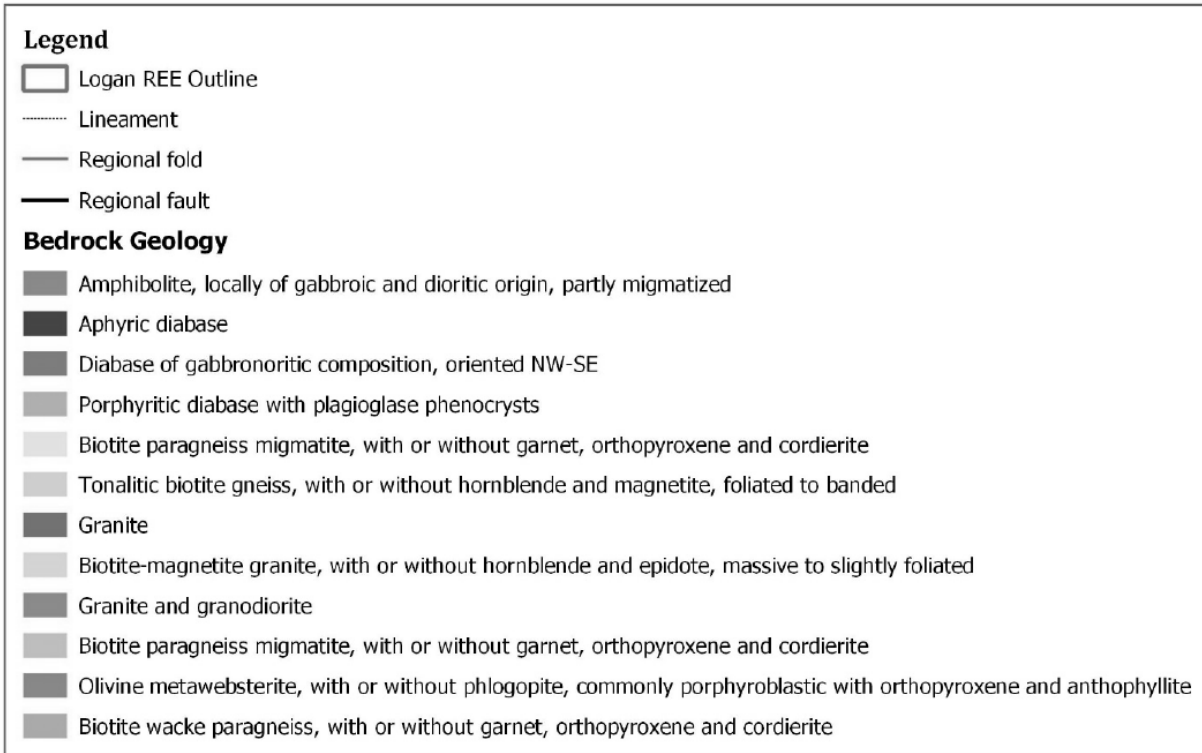 Legend
Logan REE Outline
Lineament
Regional fold
Regional fault
Bedrock Geology
Amphibolite, locally of gabbroic and dioritic origin, partly migmatized
Aphyric diabase
Diabase of gabbronoritic composition, oriented NW-SE
Porphyritic diabase with plagioglase phenocrysts
Biotite paragneiss migmatite, with or without garnet, orthopyroxene and cordierite
Tonalitic biotite gneiss, with or without hornblende and magnetite, foliated to banded
Granite
Biotite-magnetite granite, with or without hornblende and epidote, massive to slightly foliated
Granite and granodiorite
Biotite paragneiss migmatite, with or without garnet, orthopyroxene and cordierite
Olivine metawebsterite, with or without phlogopite, commonly porphyroblastic with orthopyroxene and anthophyllite
Biotite wacke paragneiss, with or without garnet, orthopyroxene and cordierite